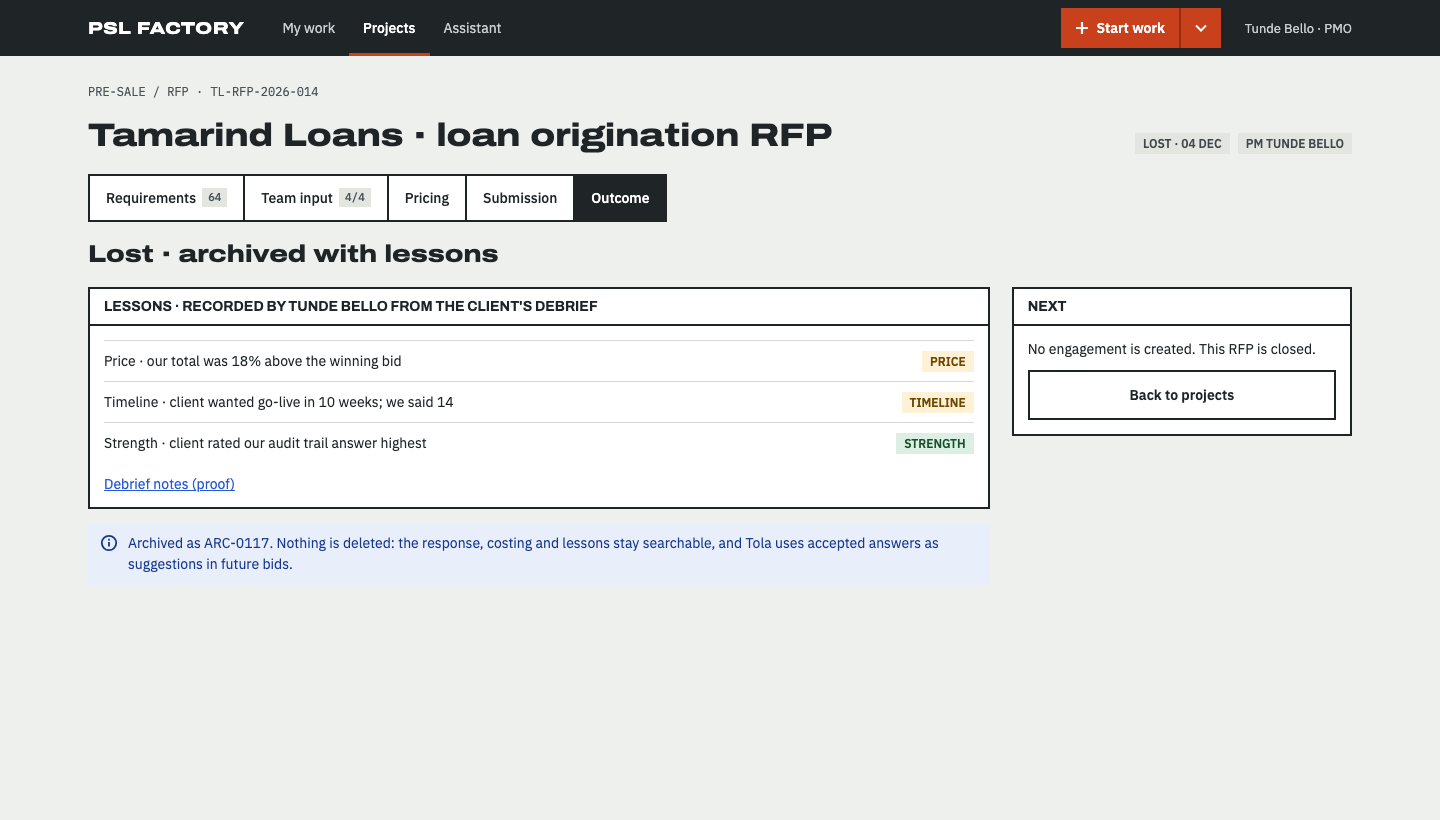 PSL FACTORY
My work
Projects
Assistant
Start work
Tunde Bello · PMO
PRE-SALE / RFP · TL-RFP-2026-014
Tamarind Loans · loan origination RFP
LOST · 04 DEC
PM TUNDE BELLO
Requirements 64
Team input 4/4
Pricing
Submission
Outcome
Lost · archived with lessons
LESSONS · RECORDED BY TUNDE BELLO FROM THE CLIENT'S DEBRIEF
Price · our total was 18% above the winning bid
PRICE
Timeline · client wanted go-live in 10 weeks; we said 14
TIMELINE
Strength · client rated our audit trail answer highest
STRENGTH
Debrief notes (proof)
Archived as ARC-0117. Nothing is deleted: the response, costing and lessons stay searchable, and Tola uses accepted answers as
suggestions in future bids.
NEXT
No engagement is created. This RFP is closed.
Back to projects